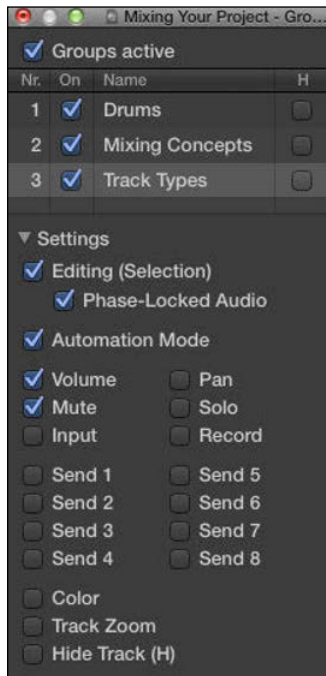 Mixing Your Project - Gro...
Groups active
Nr. On Name H
1 Drums
2 Mixing Concepts
3 Track Types
Settings
Editing (Selection)
Phase-Locked Audio
Automation Mode
Volume Pan
Mute Solo
Input Record
Send 1 Send 5
Send 2 Send 6
Send 3 Send 7
Send 4 Send 8
Color
Track Zoom
Hide Track (H)